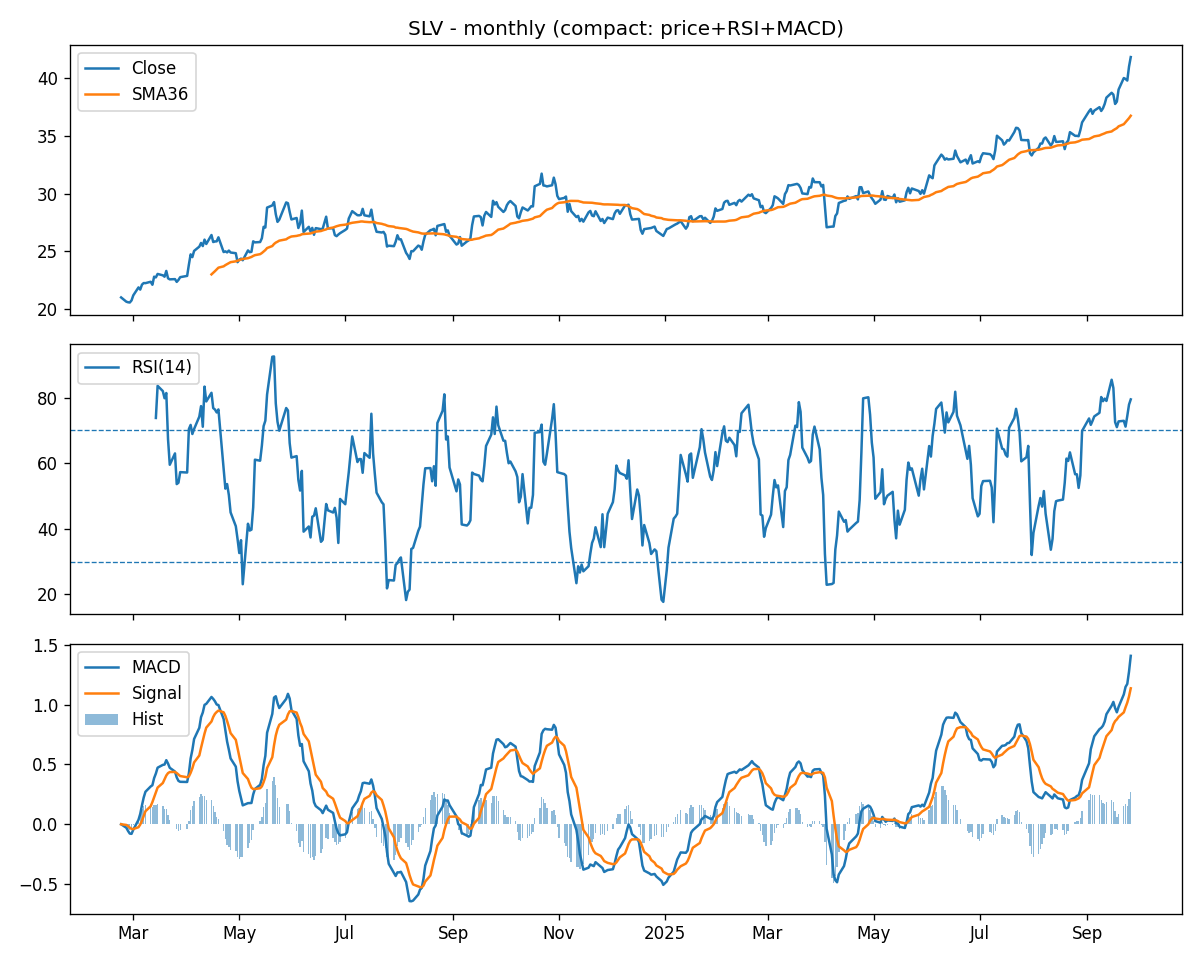 SLV - monthly (compact: price+RSI+MACD)
Close
SMA36
40
35
30
25
20
RSI(14)
80
60
40
20
MACD
Signal
Hist
1.5
1.0
0.5
0.0
−0.5
Mar May Jul Sep Nov 2025 Mar May Jul Sep